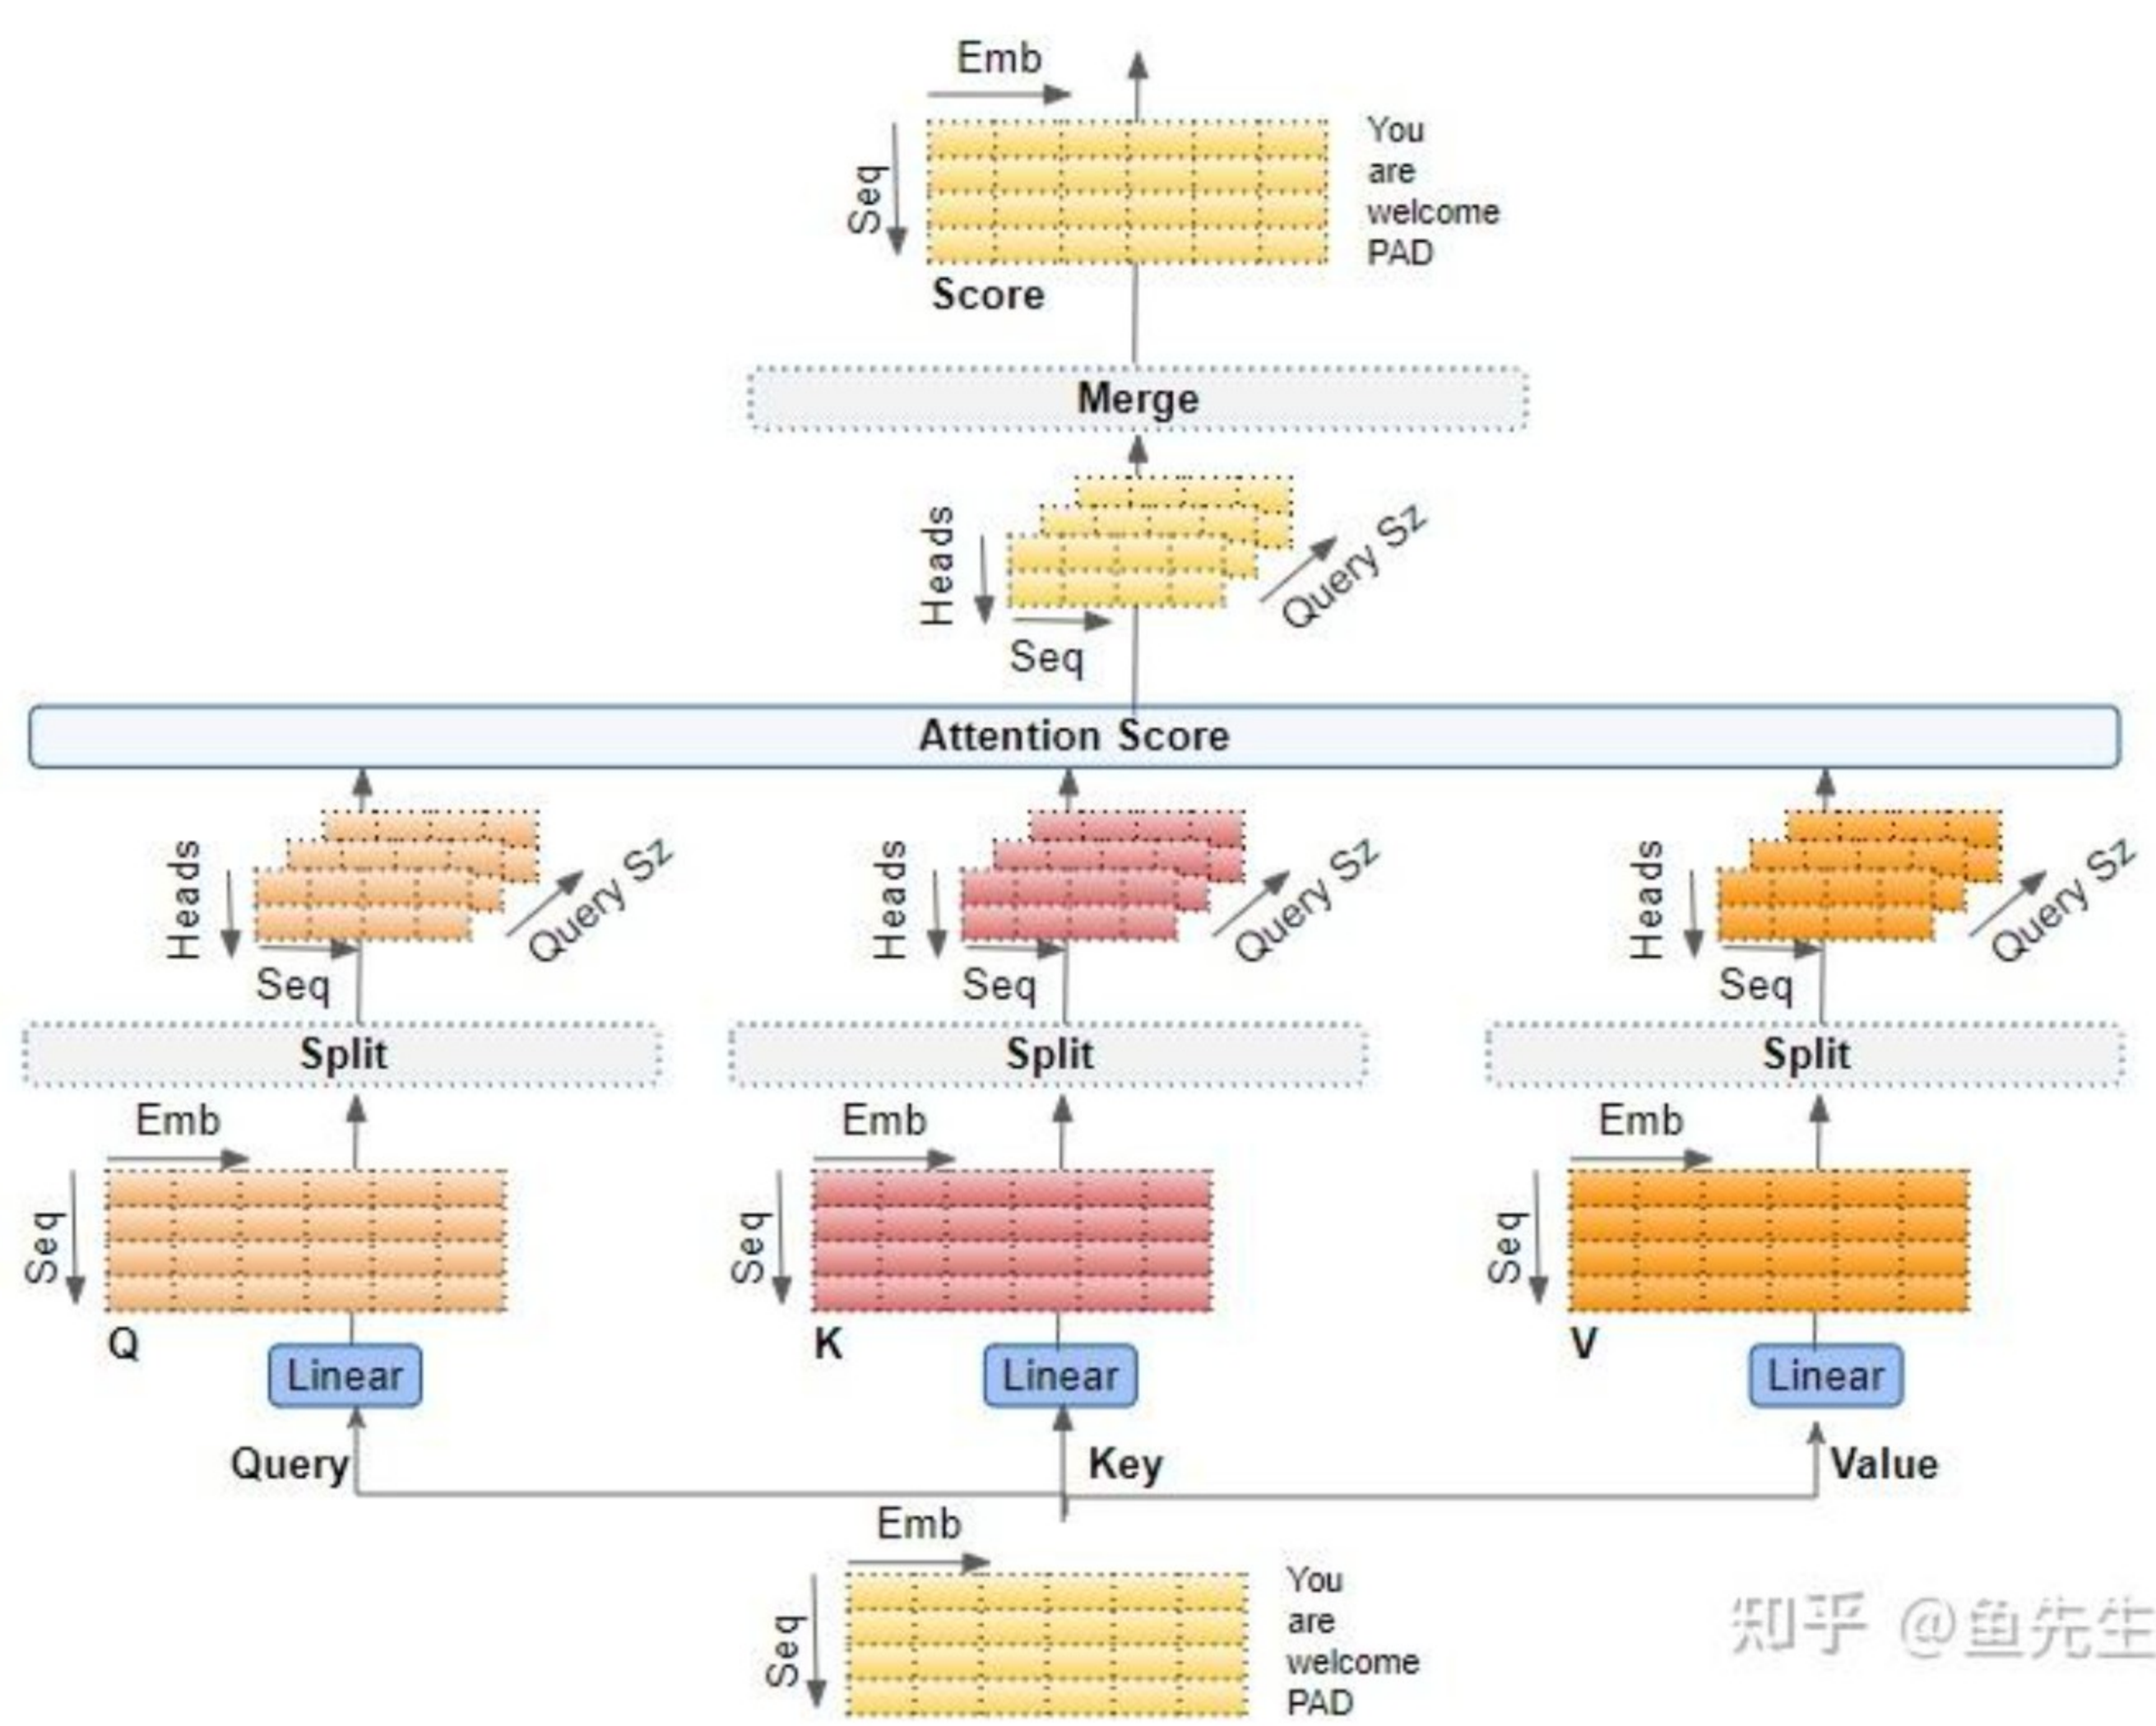 Emb
Seq
You
are
welcome
PAD
Score
Merge
Heads
Query Sz
Seq
Attention Score
Heads
Query Sz
Seq
Heads
Query Sz
Seq
Heads
Query Sz
Seq
Split
Split
Split
Emb
Seq
Emb
Seq
Emb
Seq
Q
Linear
K
Linear
V
Linear
Query
Key
Value
Emb
Seq
You
are
welcome
PAD
知乎 @鱼先生